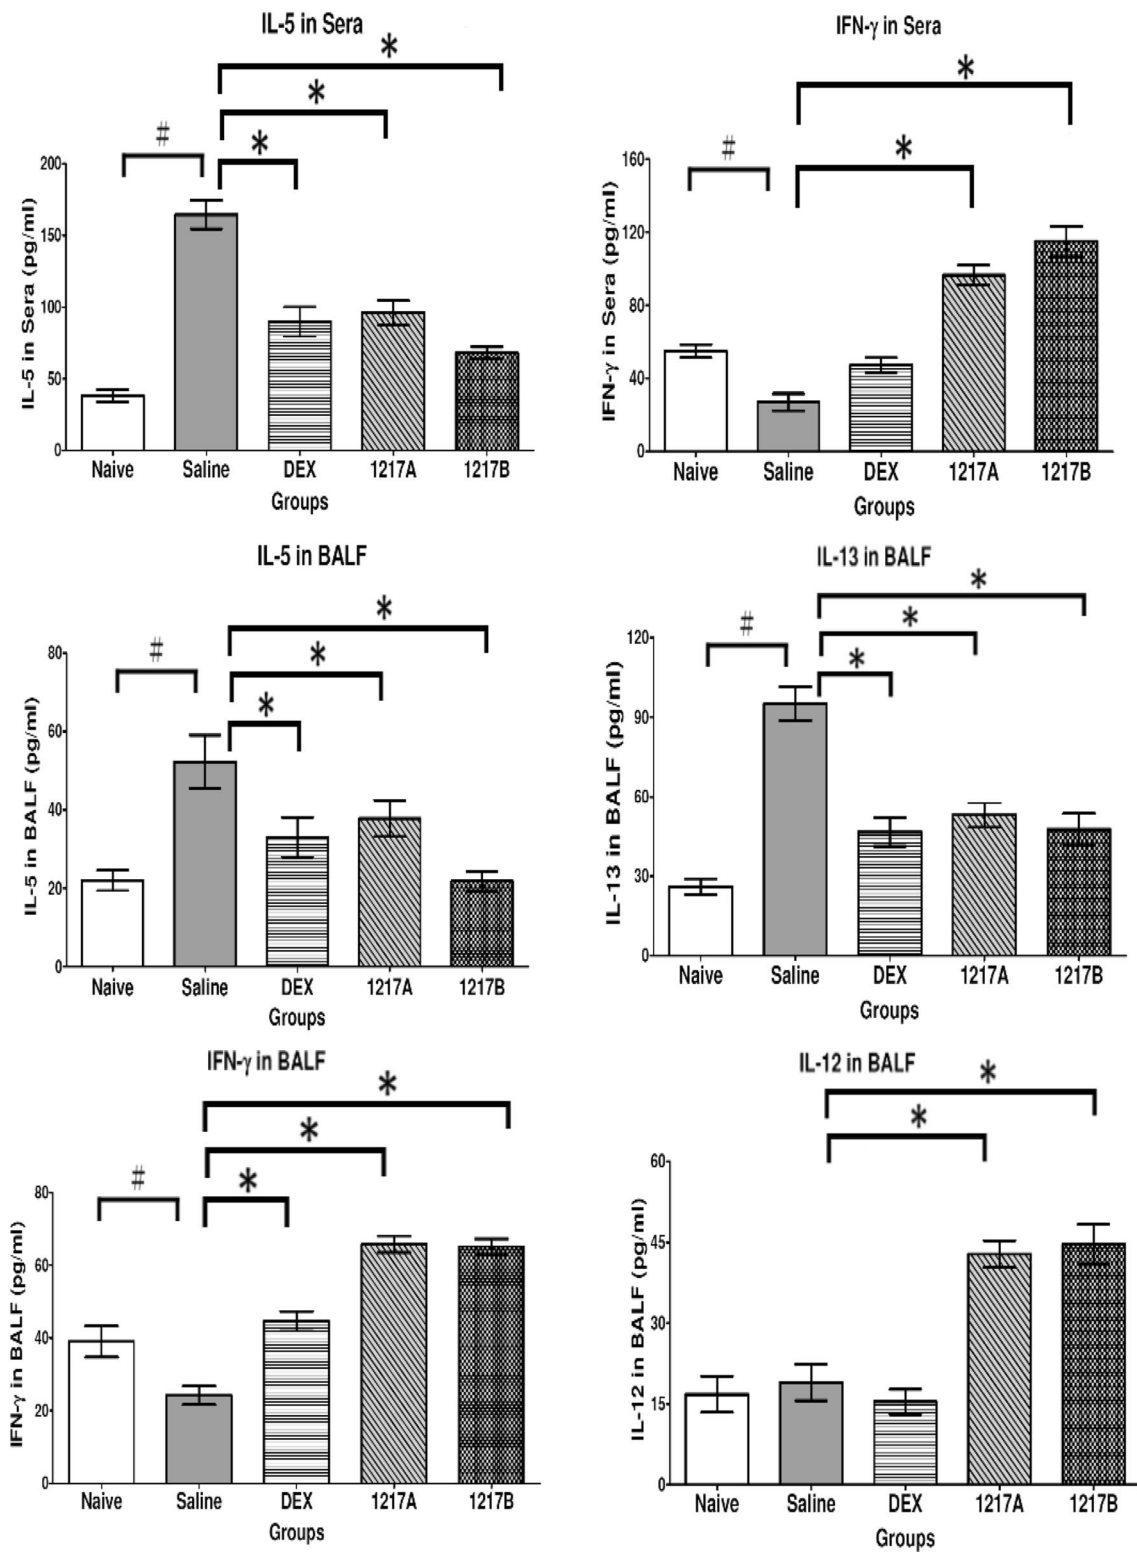 IL-5 in Sera
*
*
# *
IL-5 in Sera (pg/ml)
200
150
100
50
0
Naive Saline DEX 1217A 1217B
Groups
IFN-γ in Sera
*
# *
IFN-γ in Sera (pg/ml)
160
120
80
40
0
Naive Saline DEX 1217A 1217B
Groups
IL-5 in BALF
*
# *
*
IL-5 in BALF (pg/ml)
80
60
40
20
0
Naive Saline DEX 1217A 1217B
Groups
IL-13 in BALF
*
# *
*
IL-13 in BALF (pg/ml)
120
90
60
30
0
Naive Saline DEX 1217A 1217B
Groups
IFN-γ in BALF
*
*
# *
IFN-γ in BALF (pg/ml)
80
60
40
20
0
Naive Saline DEX 1217A 1217B
Groups
IL-12 in BALF
*
*
IL-12 in BALF (pg/ml)
60
45
30
15
0
Naive Saline DEX 1217A 1217B
Groups